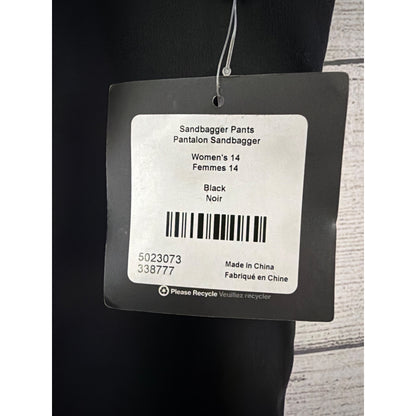 Sandbagger Pants
Pantalon Sandbagger
Women's 14
Femmes 14
Black
Noir
5023073
338777
Made in China
Fabriqué en Chine
Please Recycle Veuillez recycler